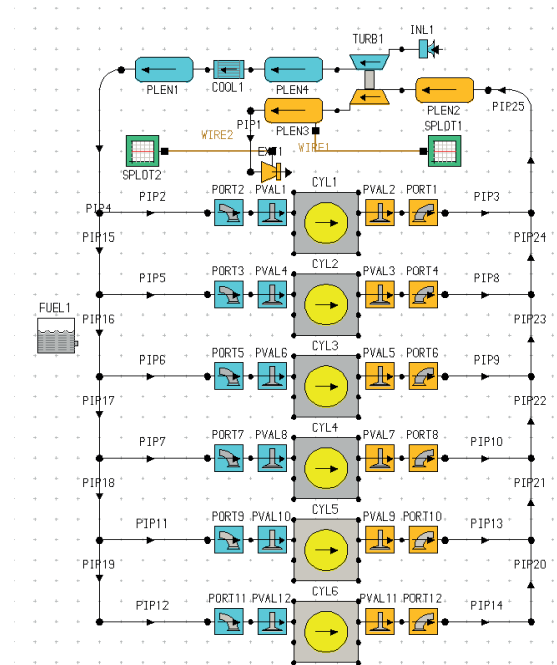 INL1
TURB1
PLEN1
COOL1
PLEN4
PLEN2
PIP25
PIP1
PLEN3
SPLOT1
WIRE2
WIRE1
SPLOT2
CYL1
PIP4
PIP2
PORT2 PVAL1
PVAL2 PORT1
PIP3
PIP15
PIP24
CYL2
PIP5
PORT3 PVAL4
PVAL3 PORT4
PIP8
FUEL1
PIP16
PIP23
CYL3
PIP6
PORT5 PVAL6
PVAL5 PORT6
PIP9
PIP17
PIP22
CYL4
PIP7
PORT7 PVAL8
PVAL7 PORT8
PIP10
PIP18
PIP21
CYL5
PIP11
PORT9 PVAL10
PVAL9 PORT10
PIP13
PIP19
PIP20
CYL6
PIP12
PORT11 PVAL12
PVAL11 PORT12
PIP14